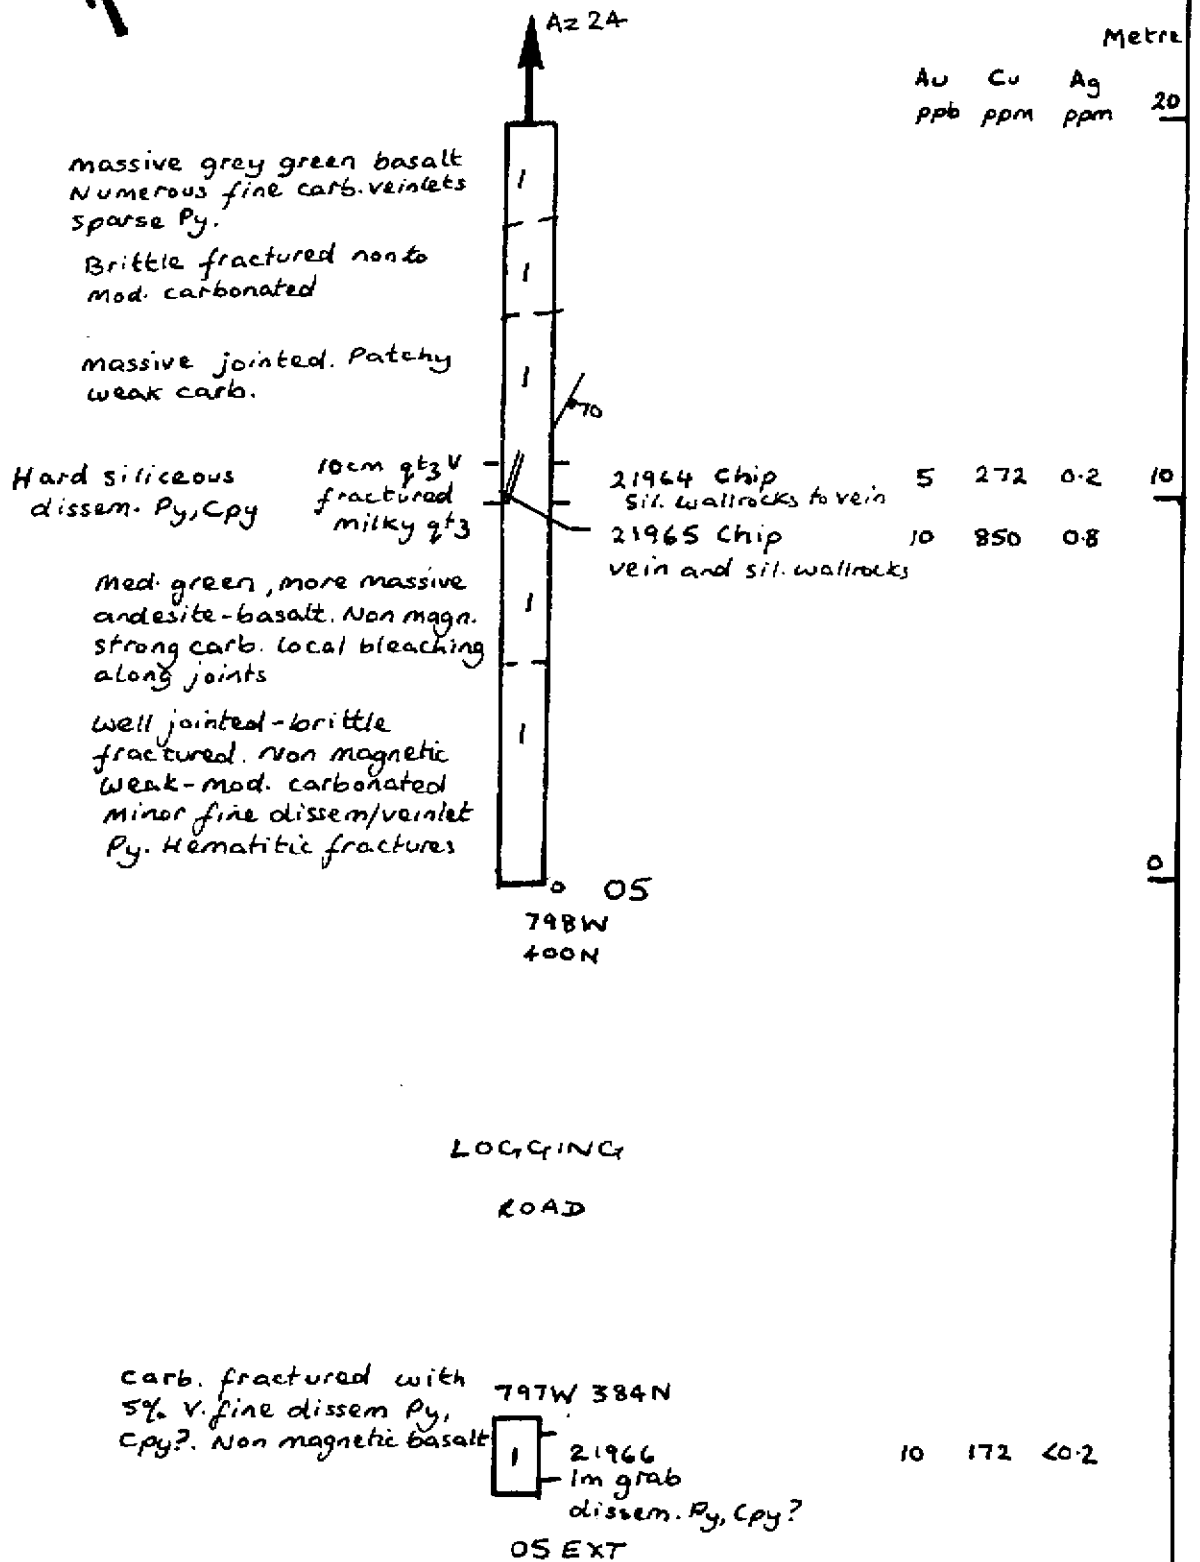 Az 24
Metre
Au Cu Ag
ppb ppm ppm 20
massive grey green basalt
Numerous fine carb. veinlets
sparse Py.
1
Brittle fractured non to
mod. carbonated
1
massive jointed. Patchy
weak carb.
1
70
Hard siliceous
dissem. Py, Cpy
10cm qtz V
fractured
milky qtz
21964 Chip 5 272 0.2 10
sil. wallrocks to vein
21965 Chip 10 850 0.8
vein and sil. wallrocks
med. green, more massive
andesite-basalt. Non magn.
strong carb. local bleaching
along joints
1
well jointed-brittle
fractured. Non magnetic
weak-mod. carbonated
minor fine dissem/veinlet
Py. Hematitic fractures
1
0
0 05
798W
400N
LOGGING
ROAD
carb. fractured with
5% V. fine dissem Py,
Cpy?. Non magnetic basalt
797W 384N
1
21966 10 172 <0.2
1m grab
dissem. Py, Cpy?
05 EXT